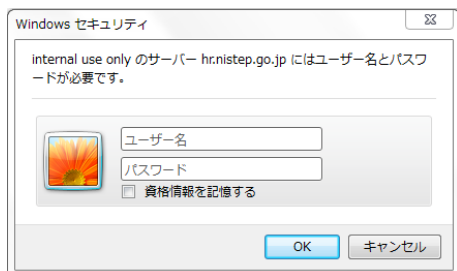 Windows セキュリティ
internal use only のサーバー hr.nistep.go.jp にはユーザー名とパスワ
ードが必要です。
ユーザー名
パスワード
資格情報を記憶する
OK
キャンセル